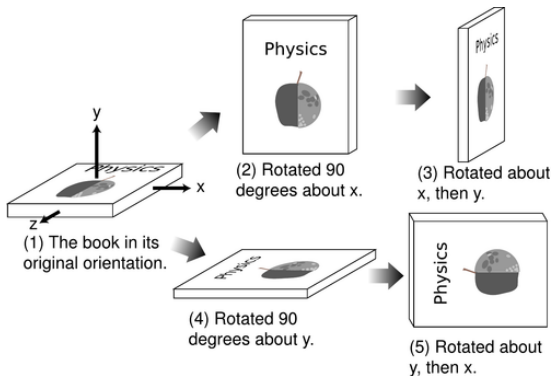 Physics
Physics
y
Physics
x
z
(1) The book in its
original orientation.
(2) Rotated 90
degrees about x.
(3) Rotated about
x, then y.
Physics
(4) Rotated 90
degrees about y.
Physics
(5) Rotated about
y, then x.